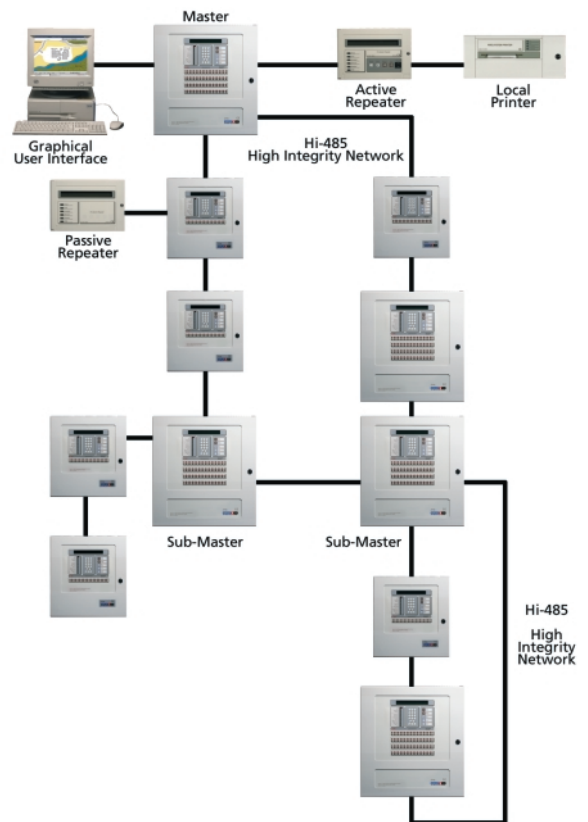 Master
Graphical
User Interface
Active
Repeater
Local
Printer
Hi-485
High Integrity Network
Passive
Repeater
Sub-Master
Sub-Master
Hi-485
High
Integrity
Network